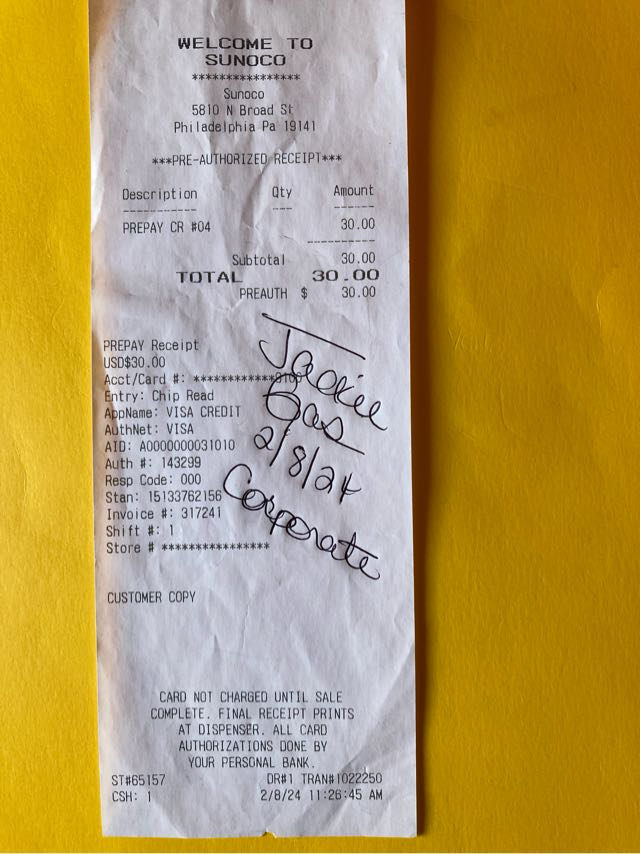 WELCOME TO
SUNOCO
****************
Sunoco
5810 N Broad St
Philadelphia Pa 19141
***PRE-AUTHORIZED RECEIPT***
Description Qty Amount
----------- --- ------
PREPAY CR #04 30.00
----------
Subtotal 30.00
TOTAL 30.00
PREAUTH $ 30.00
PREPAY Receipt
USD$30.00
Acct/Card #: ************
Entry: Chip Read
AppName: VISA CREDIT
AuthNet: VISA
AID: A0000000031010
Auth #: 143299
Resp Code: 000
Stan: 15133762156
Invoice #: 317241
Shift #: 1
Store # ****************
Jackie
Gas
2/8/24
Corporate
CUSTOMER COPY
CARD NOT CHARGED UNTIL SALE
COMPLETE. FINAL RECEIPT PRINTS
AT DISPENSER. ALL CARD
AUTHORIZATIONS DONE BY
YOUR PERSONAL BANK.
ST#65157 DR#1 TRAN#1022250
CSH: 1 2/8/24 11:26:45 AM